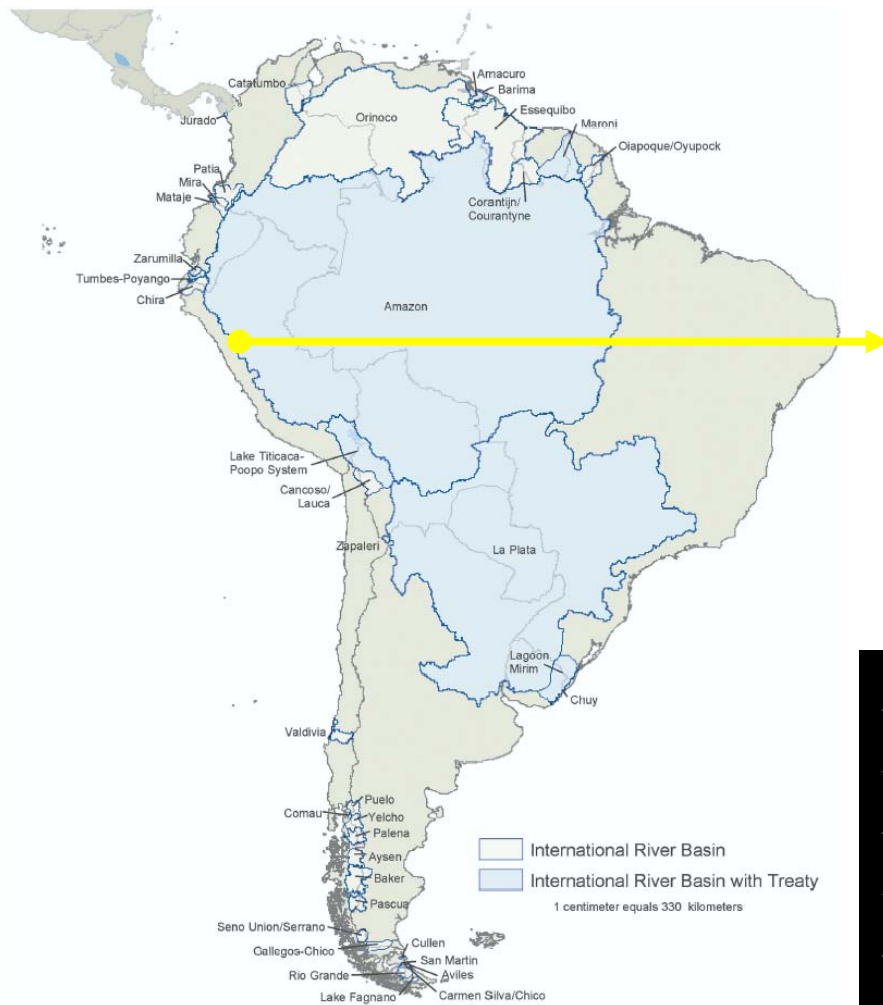 Catatumbo
Amacuro
Barima
Essequibo
Maroni
Orinoco
Jurado
Oiapoque/Oyupock
Patia
Mira
Mataje
Corantijn/
Courantyne
Zarumilla
Tumbes-Poyango
Chira
Amazon
Lake Titicaca-
Poopo System
Cancoso/
Lauca
Zapaleri
La Plata
Lagoon
Mirim
Chuy
Valdivia
Puelo
Comau
Yelcho
Palena
Aysen
Baker
Pascua
Seno Union/Serrano
Gallegos-Chico
Cullen
San Martin
Rio Grande
Aviles
Carmen Silva/Chico
Lake Fagnano
International River Basin
International River Basin with Treaty
1 centimeter equals 330 kilometers